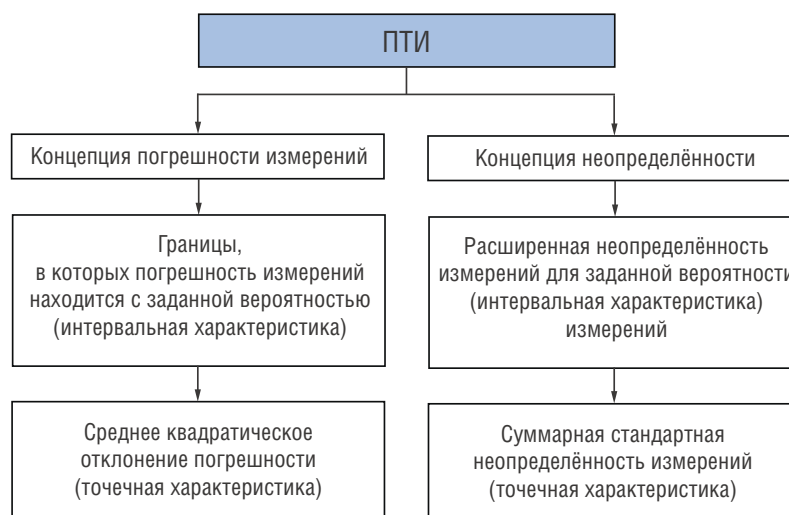 ПТИ
Концепция погрешности измерений
Концепция неопределённости
Границы,
в которых погрешность измерений
находится с заданной вероятностью
(интервальная характеристика)
Расширенная неопределённость
измерений для заданной вероятности
(интервальная характеристика)
измерений
Среднее квадратическое
отклонение погрешности
(точечная характеристика)
Суммарная стандартная
неопределённость измерений
(точечная характеристика)